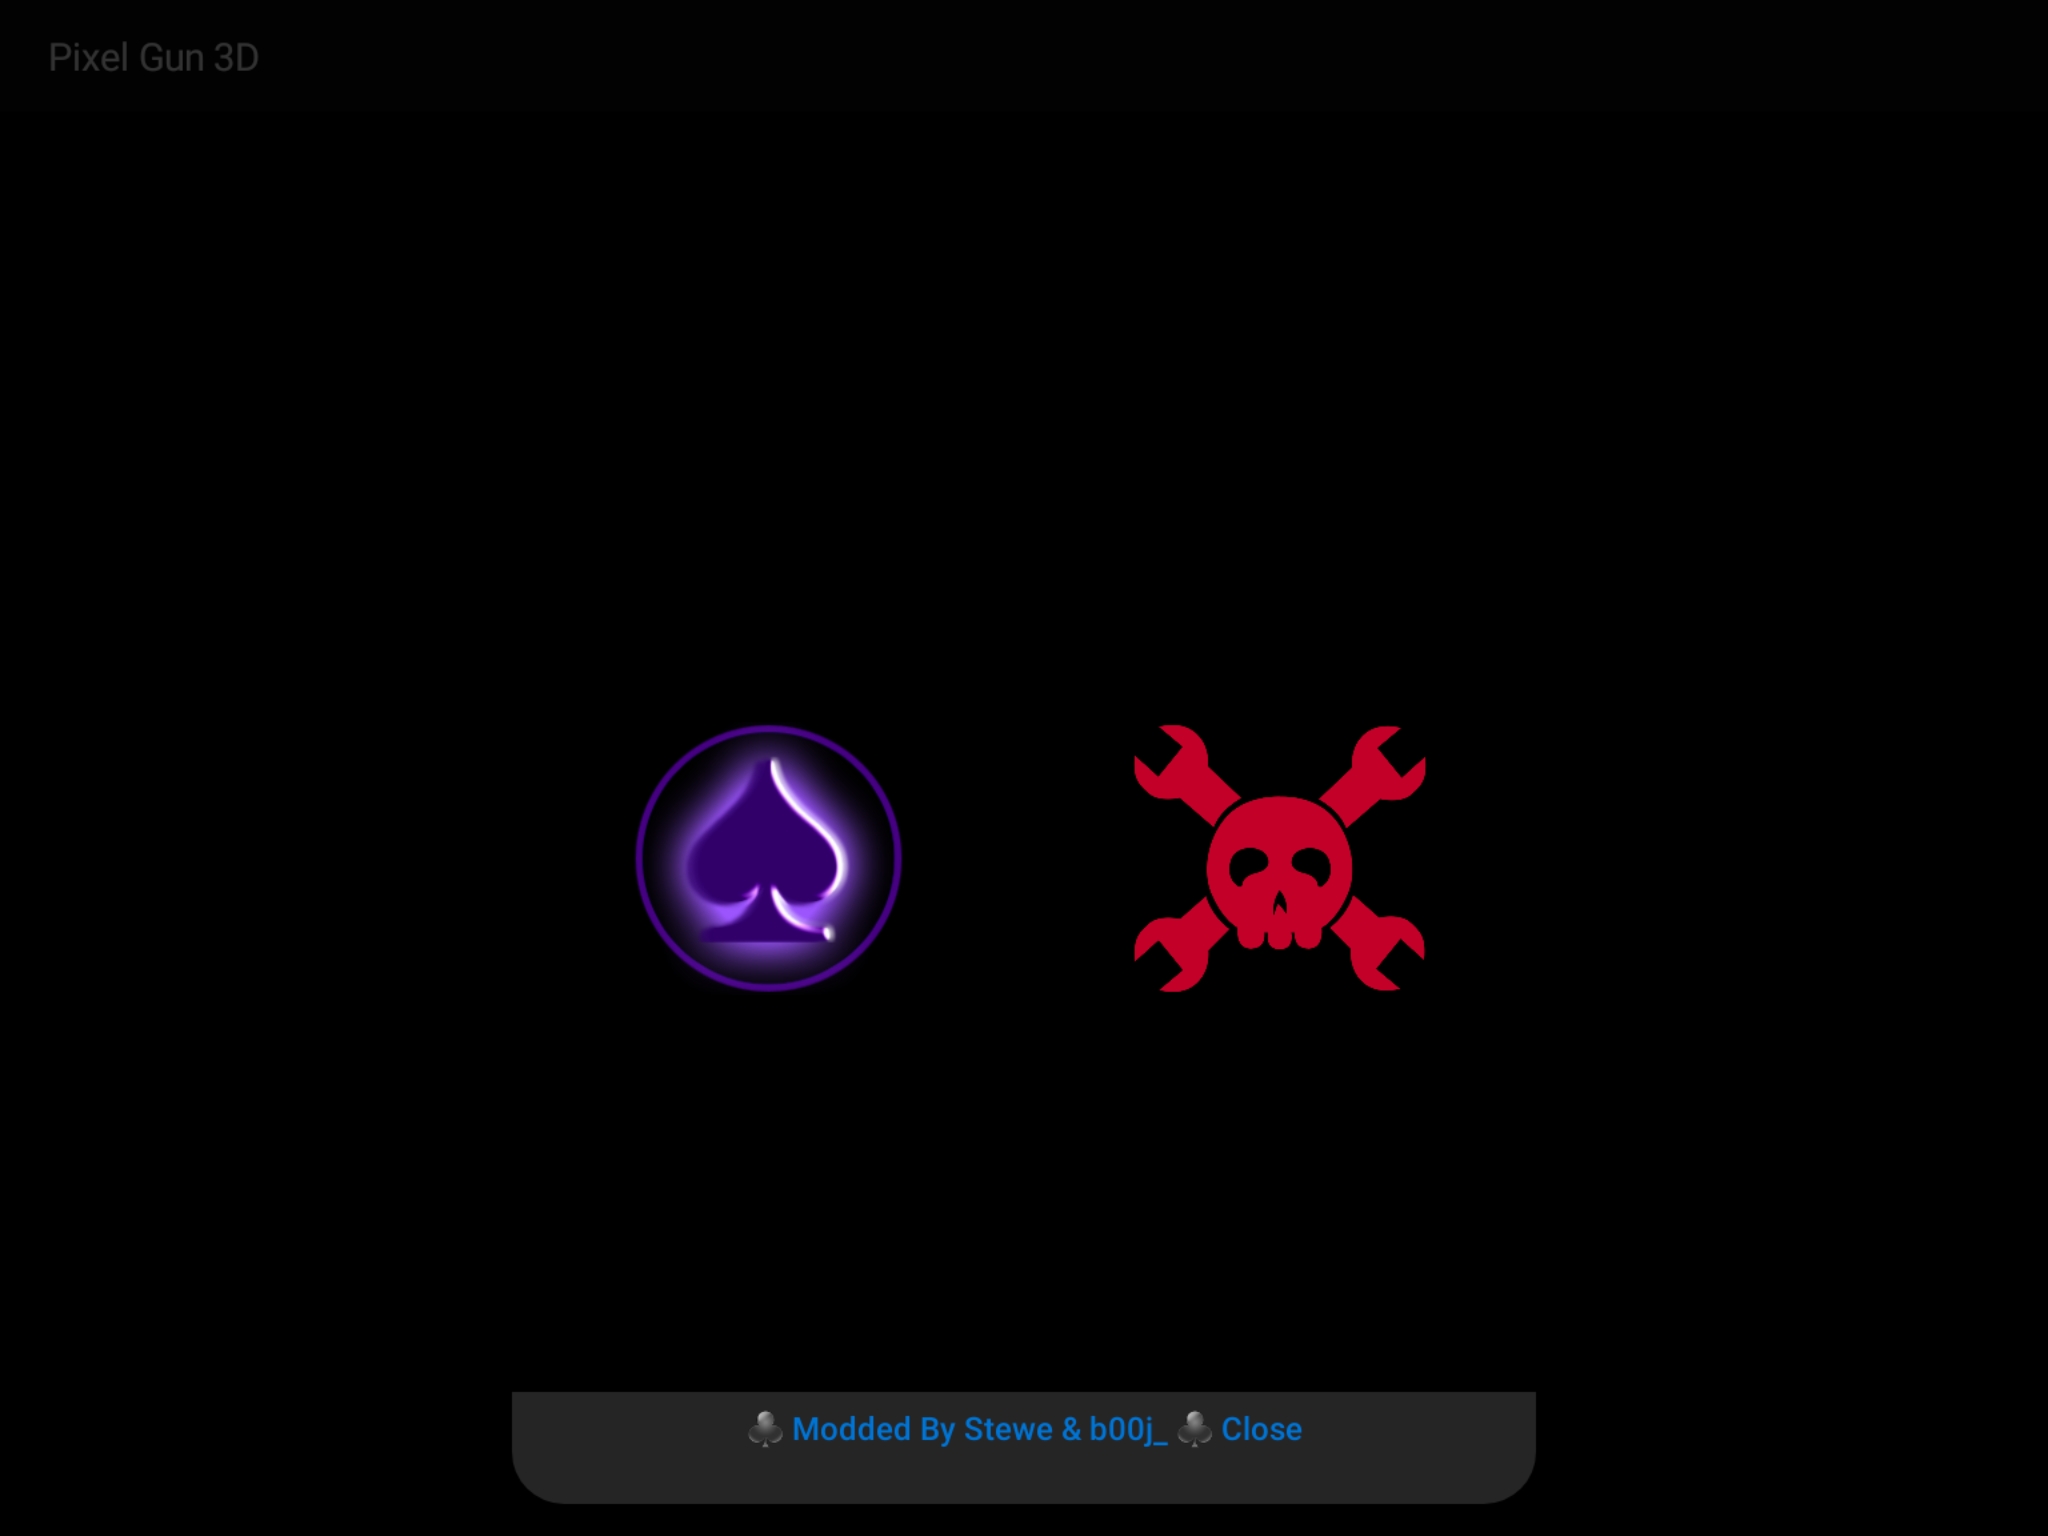 Pixel Gun 3D
♣️ Modded By Stewe & b00j_ ♣️ Close